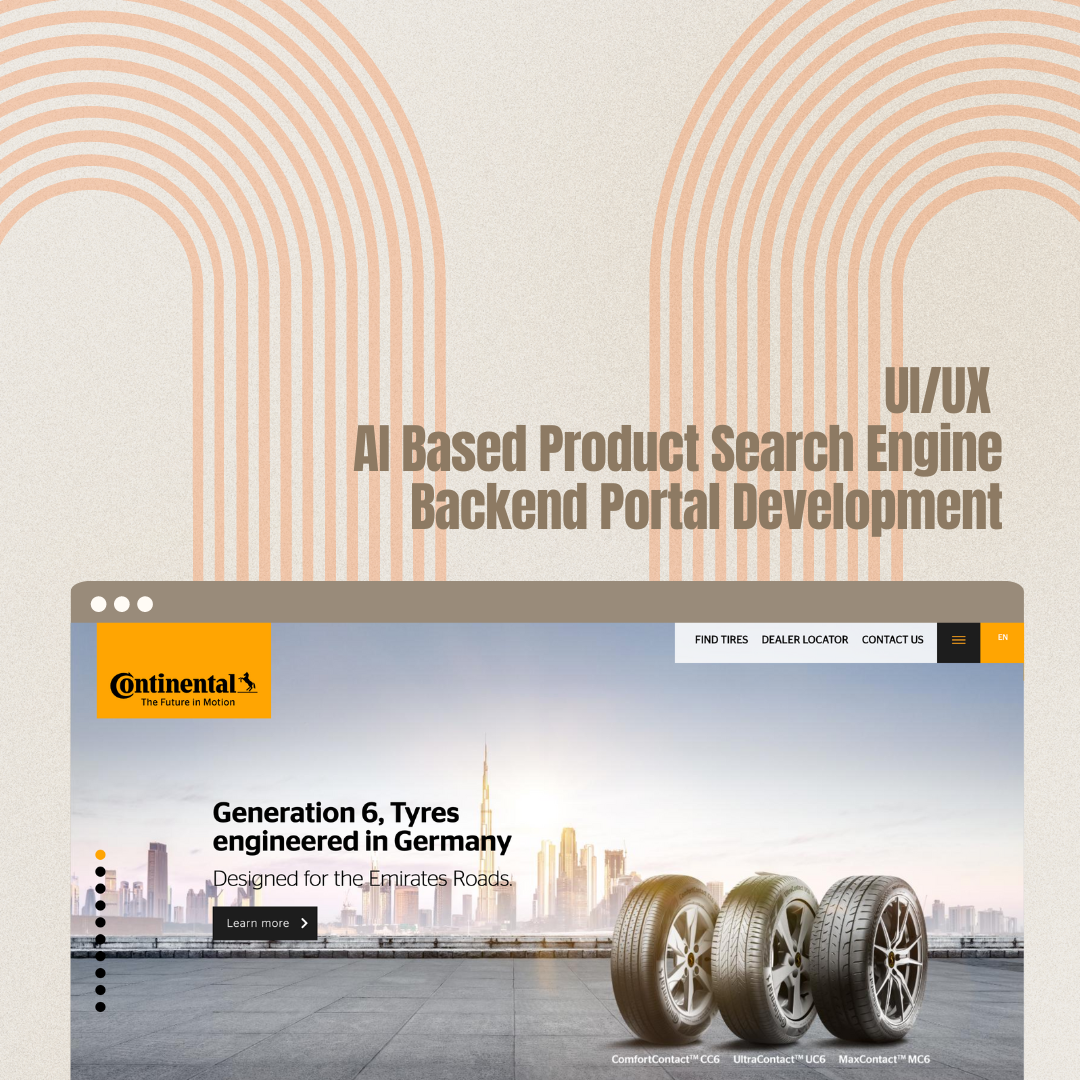 UI/UX
AI Based Product Search Engine
Backend Portal Development
FIND TIRES DEALER LOCATOR CONTACT US
EN
Continental
The Future in Motion
Generation 6, Tyres
engineered in Germany
Designed for the Emirates Roads.
Learn more
ComfortContact™ CC6 UltraContact™ UC6 MaxContact™ MC6